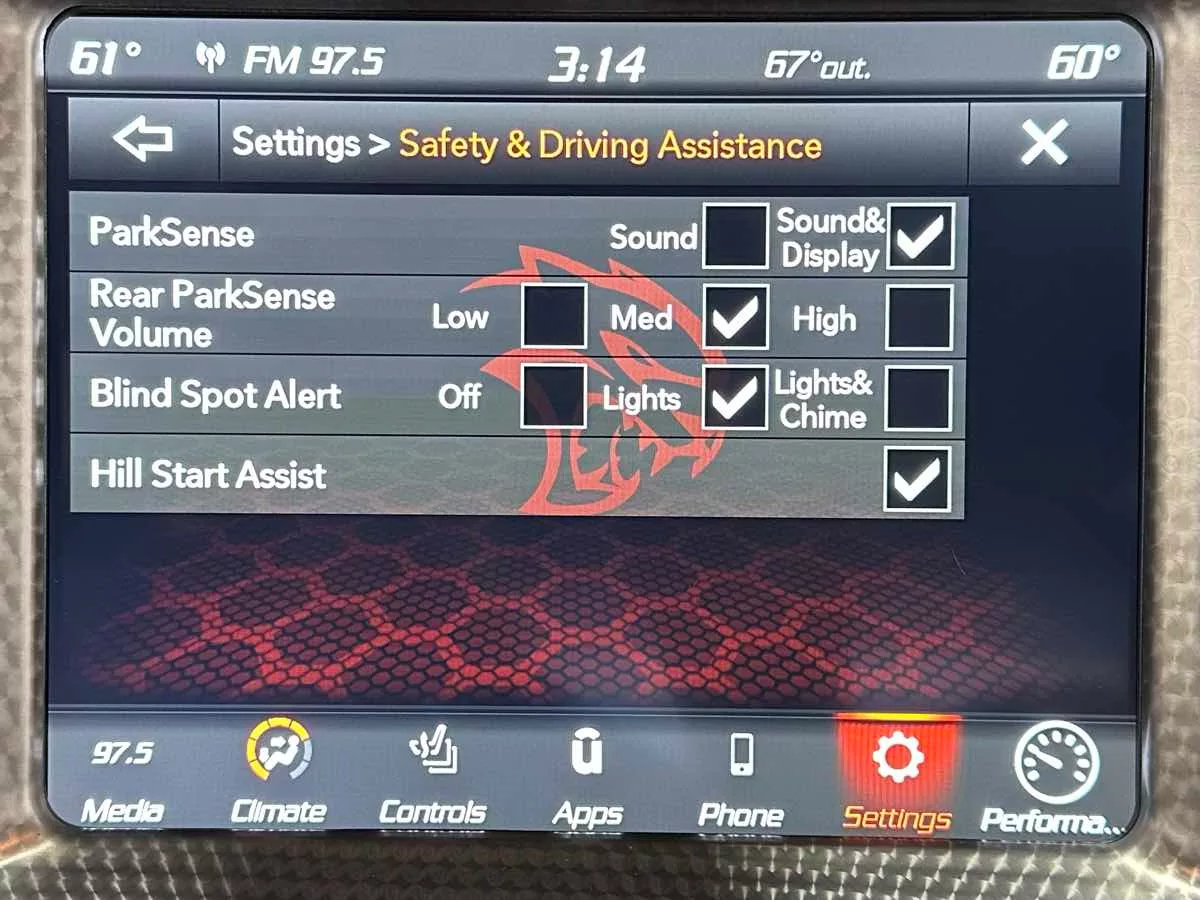 61° FM 97.5 3:14 67°out. 60°
Settings > Safety & Driving Assistance
ParkSense Sound Sound& Display
Rear ParkSense Volume Low Med High
Blind Spot Alert Off Lights Lights& Chime
Hill Start Assist
97.5
Media Climate Controls Apps Phone Settings Performa...